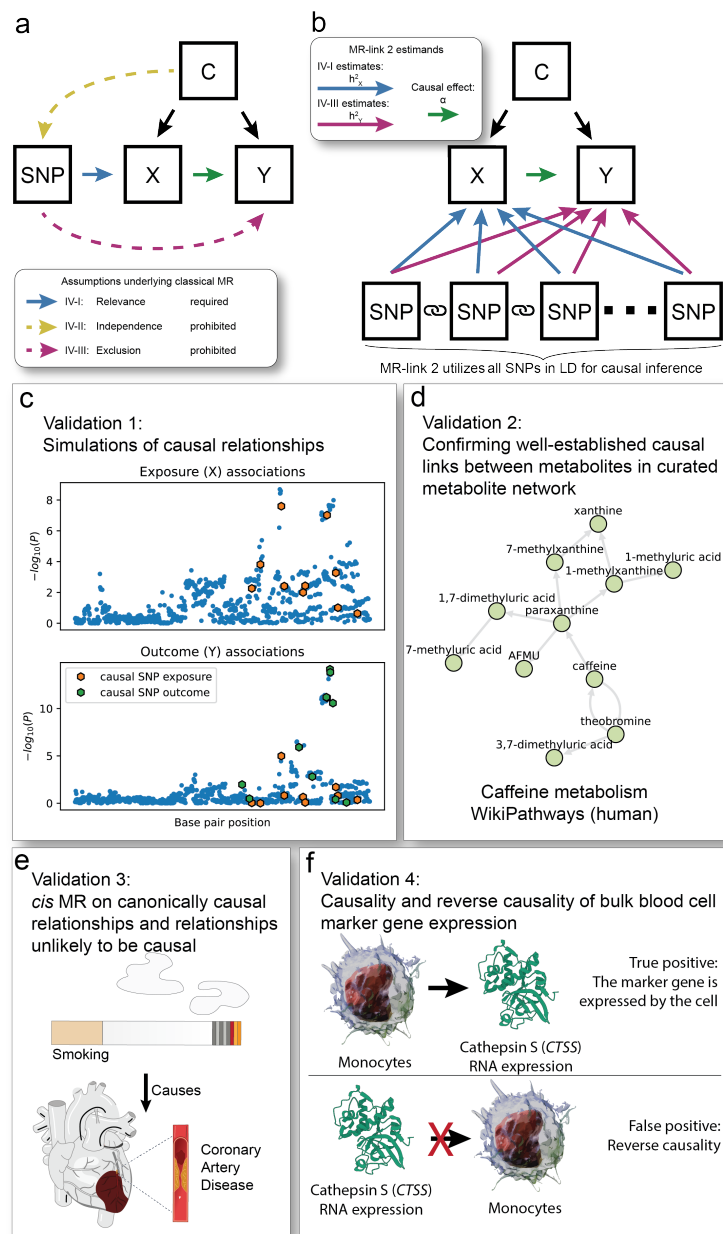 a
C
SNP
X
Y
Assumptions underlying classical MR
IV-I: Relevance required
IV-II: Independence prohibited
IV-III: Exclusion prohibited
b
MR-link 2 estimands
IV-I estimates:
h²X
Causal effect:
α
IV-III estimates:
h²Y
C
X
Y
SNP
SNP
SNP
SNP
MR-link 2 utilizes all SNPs in LD for causal inference
c
Validation 1:
Simulations of causal relationships
Exposure (X) associations
−log10(P)
8
6
4
2
0
Outcome (Y) associations
−log10(P)
10
5
0
causal SNP exposure
causal SNP outcome
Base pair position
d
Validation 2:
Confirming well-established causal
links between metabolites in curated
metabolite network
xanthine
7-methylxanthine
1-methyluric acid
1-methylxanthine
1,7-dimethyluric acid
paraxanthine
7-methyluric acid
AFMU
caffeine
theobromine
3,7-dimethyluric acid
Caffeine metabolism
WikiPathways (human)
e
Validation 3:
cis MR on canonically causal
relationships and relationships
unlikely to be causal
Smoking
Causes
Coronary
Artery
Disease
f
Validation 4:
Causality and reverse causality of bulk blood cell
marker gene expression
True positive:
The marker gene is
expressed by the cell
Monocytes
Cathepsin S (CTSS)
RNA expression
False positive:
Reverse causality
Cathepsin S (CTSS)
RNA expression
Monocytes